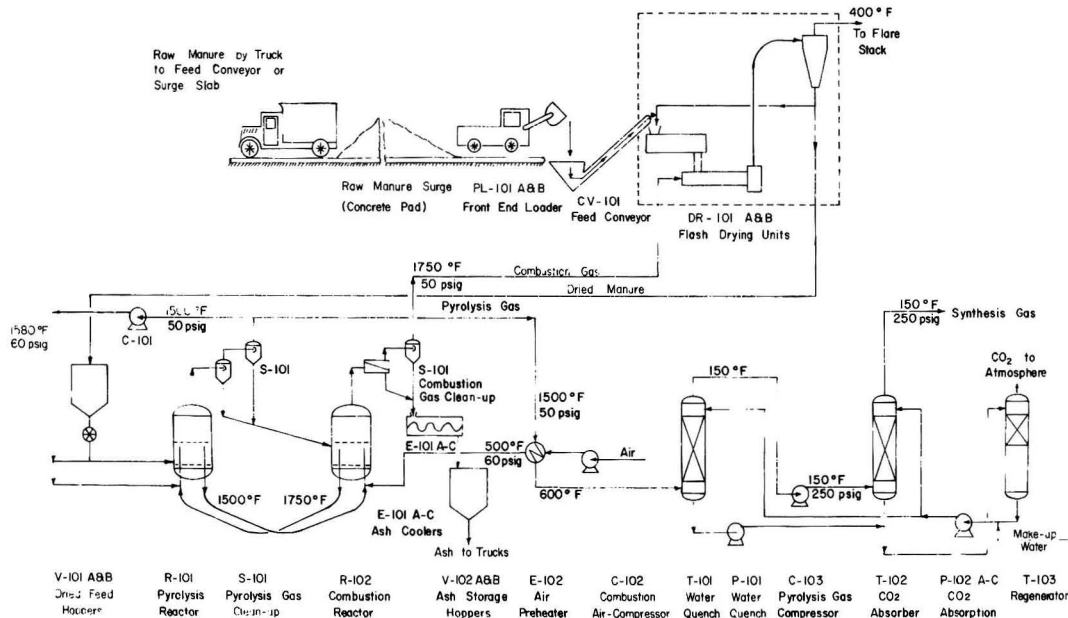 400°F
To Flare
Stack
Raw Manure by Truck
to Feed Conveyor or
Surge Slab
Raw Manure Surge
(Concrete Pad)
PL-101 A&B
Front End Loader
CV-101
Feed Conveyor
DR-101 A&B
Flash Drying Units
1750°F
50 psig
Combustion Gas
Dried Manure
Pyrolysis Gas
50 psig
1580°F
60 psig
C-101
S-101
S-101
Combustion
Gas Clean-up
E-101 A-C
1500°F
50 psig
500°F
60 psig
Air
600°F
1500°F
1750°F
E-101 A-C
Ash Coolers
Ash to Trucks
150°F
150°F
250 psig
150°F
250 psig
Synthesis Gas
CO2 to
Atmosphere
Make-up
Water
V-101 A&B
Dried Feed
Hoppers
R-101
Pyrolysis
Reactor
S-101
Pyrolysis Gas
Clean-up
R-102
Combustion
Reactor
V-102 A&B
Ash Storage
Hoppers
E-102
Air
Preheater
C-102
Combustion
Air-Compressor
T-101
Water
Quench
P-101
Water
Quench
C-103
Pyrolysis Gas
Compressor
T-102
CO2
Absorber
P-102 A-C
CO2
Absorption
T-103
Regenerator